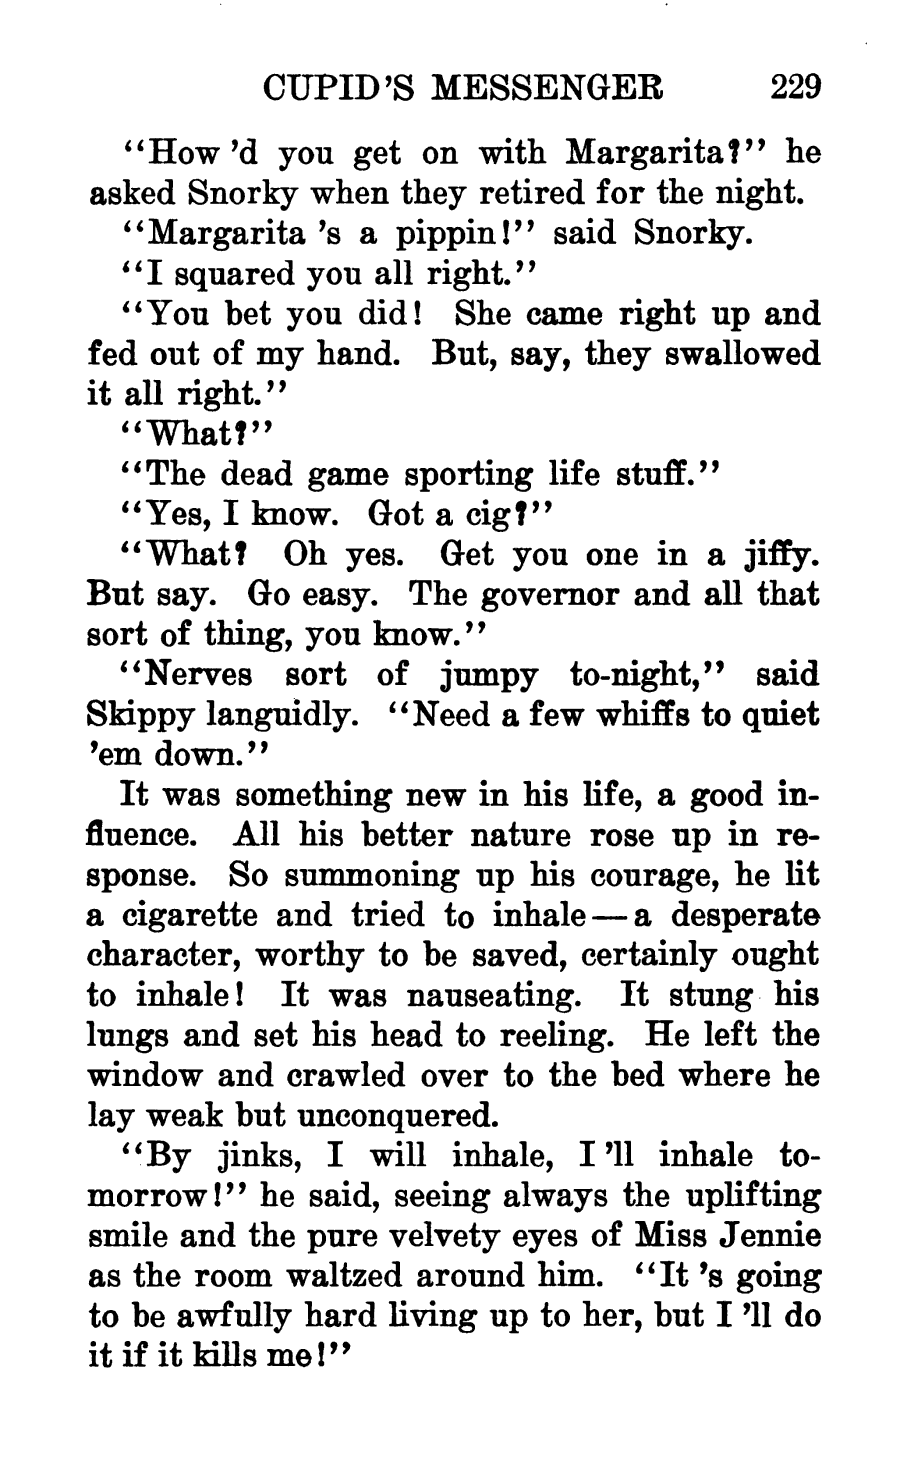 CUPID'S MESSENGER 229
“How 'd you get on with Margarita?” he
asked Snorky when they retired for the night.
“Margarita 's a pippin!” said Snorky.
“I squared you all right.”
“You bet you did! She came right up and
fed out of my hand. But, say, they swallowed
it all right.”
“What?”
“The dead game sporting life stuff.”
“Yes, I know. Got a cig?”
“What? Oh yes. Get you one in a jiffy.
But say. Go easy. The governor and all that
sort of thing, you know.”
“Nerves sort of jumpy to-night,” said
Skippy languidly. “Need a few whiffs to quiet
'em down.”
It was something new in his life, a good in-
fluence. All his better nature rose up in re-
sponse. So summoning up his courage, he lit
a cigarette and tried to inhale—a desperate
character, worthy to be saved, certainly ought
to inhale! It was nauseating. It stung his
lungs and set his head to reeling. He left the
window and crawled over to the bed where he
lay weak but unconquered.
“By jinks, I will inhale, I 'll inhale to-
morrow!” he said, seeing always the uplifting
smile and the pure velvety eyes of Miss Jennie
as the room waltzed around him. “It 's going
to be awfully hard living up to her, but I 'll do
it if it kills me!”